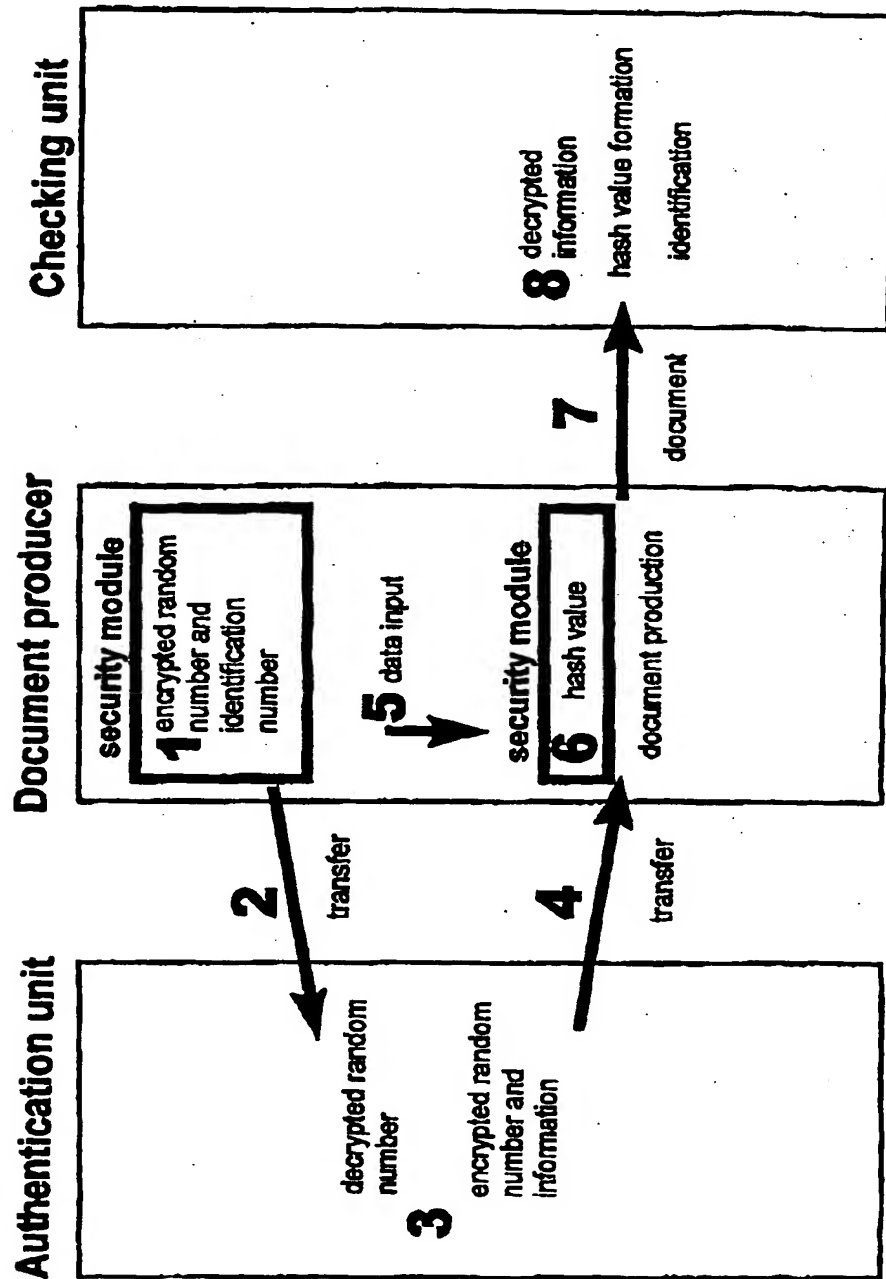 Authentication unit
decrypted random
number
3
encrypted random
number and
information
2
transfer
4
transfer
Document producer
security module
1 encrypted random
number and
identification
number
5 data input
security module
6 hash value
document production
7
document
Checking unit
8 decrypted
information
hash value formation
identification